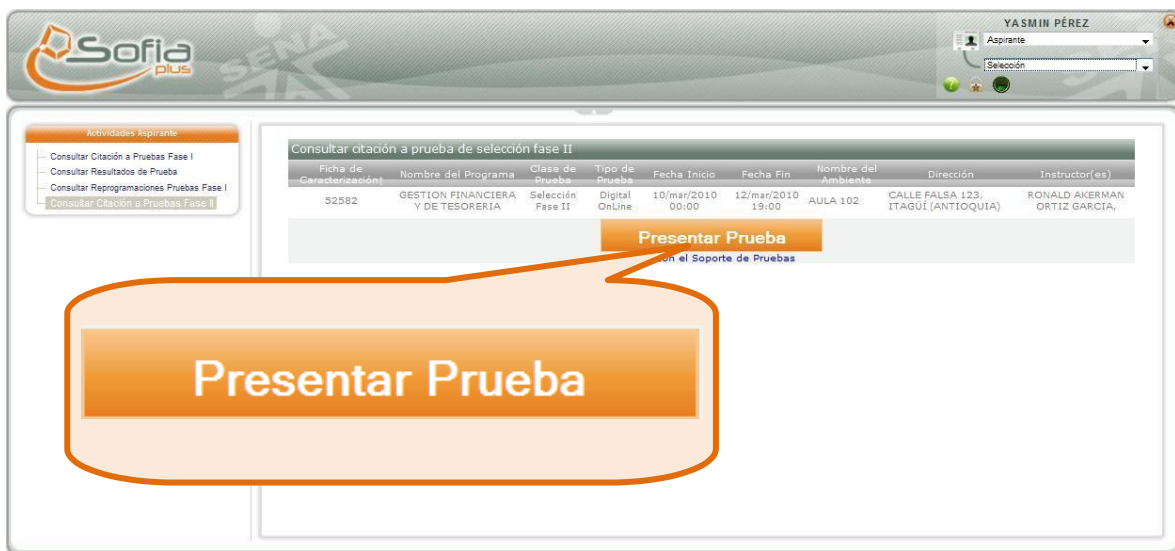 YASMIN PÉREZ
Sofia
plus
SENA
Aspirante
Selección
Actividades Aspirante
Consultar Citación a Pruebas Fase I
Consultar Resultados de Prueba
Consultar Reprogramaciones Pruebas Fase I
Consultar Citación a Pruebas Fase II
Consultar citación a prueba de selección fase II
Ficha de Caracterización Nombre del Programa Clase de Prueba Tipo de Prueba Fecha Inicio Fecha Fin Nombre del Ambiente Dirección Instructor(es)
52582 GESTION FINANCIERA Y DE TESORERIA Selección Fase II Digital OnLine 10/mar/2010 00:00 12/mar/2010 19:00 AULA 102 CALLE FALSA 123, ITAGÜÍ (ANTIOQUIA) RONALD AKERMAN ORTIZ GARCIA,
Presentar Prueba
el Soporte de Pruebas
Presentar Prueba